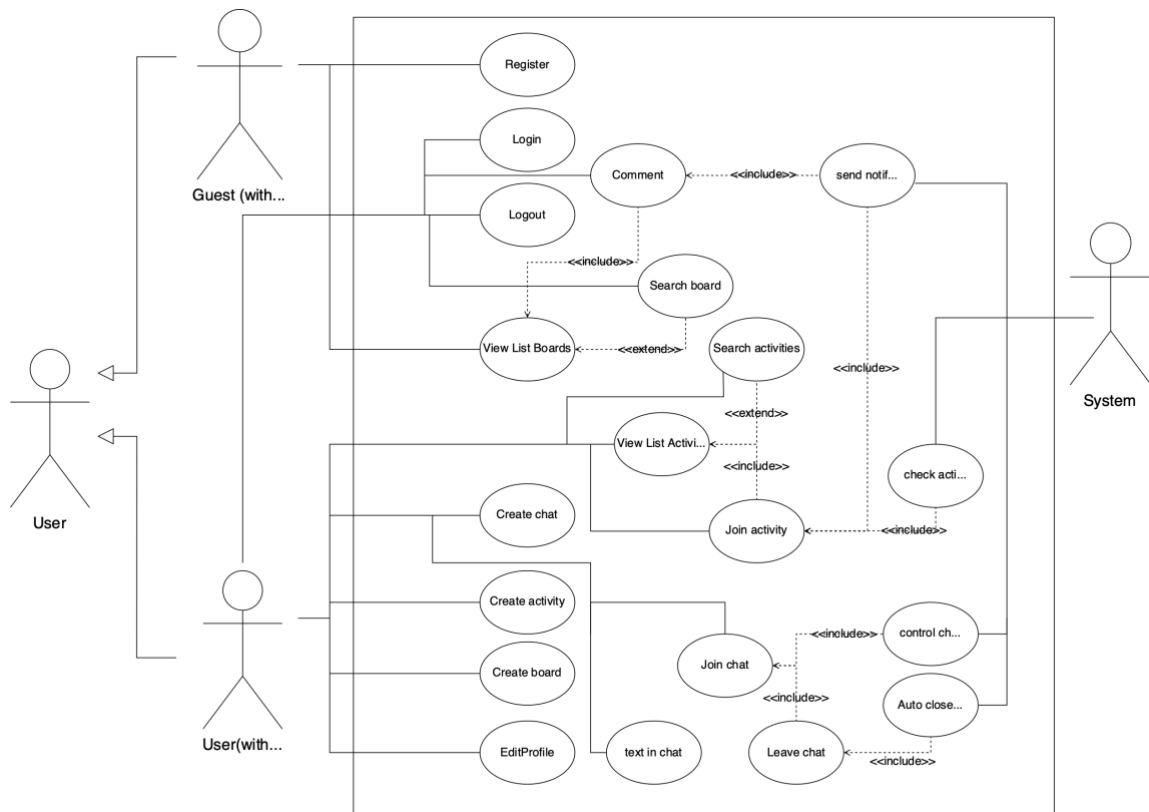 Register
Login
Comment
<<include>>
send notif...
Guest (with...
Logout
<<include>>
Search board
View List Boards
<<extend>>
Search activities
<<include>>
System
<<extend>>
View List Activi...
<<include>>
check acti...
User
Create chat
Join activity
<<include>>
Create activity
<<include>>
control ch...
Join chat
Create board
<<include>>
Auto close...
User(with...
EditProfile
text in chat
Leave chat
<<include>>